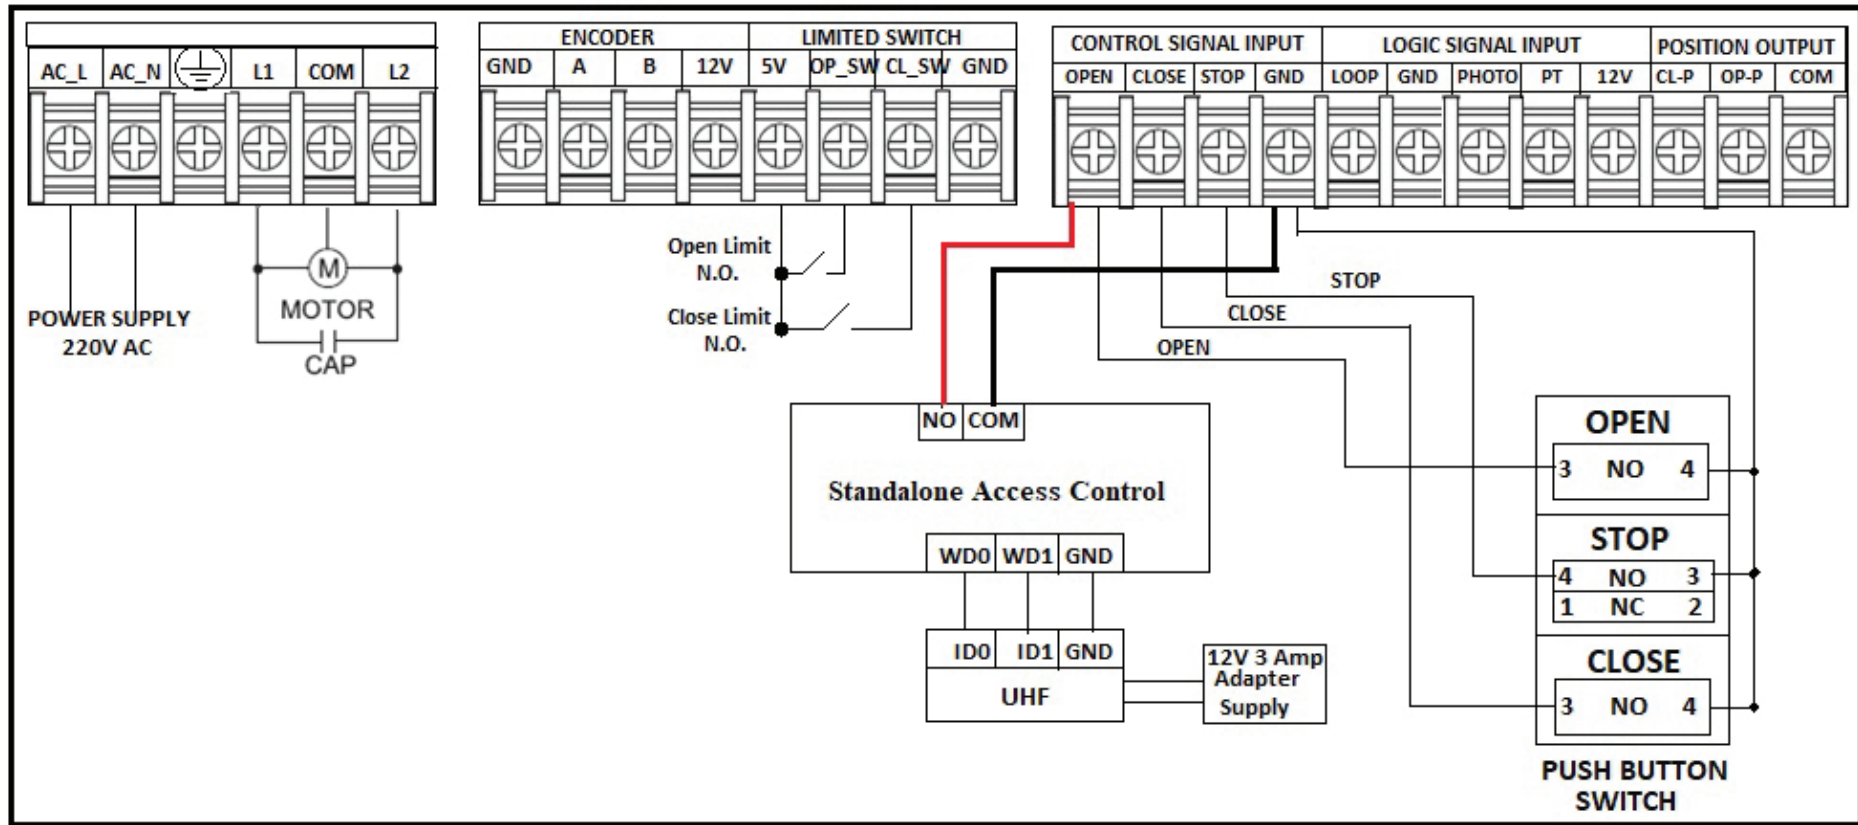 AC_L AC_N L1 COM L2
POWER SUPPLY
220V AC
M
MOTOR
CAP
ENCODER LIMITED SWITCH
GND A B 12V 5V OP_SW CL_SW GND
Open Limit
N.O.
Close Limit
N.O.
CONTROL SIGNAL INPUT LOGIC SIGNAL INPUT POSITION OUTPUT
OPEN CLOSE STOP GND LOOP GND PHOTO PT 12V CL-P OP-P COM
STOP
CLOSE
OPEN
NO COM
Standalone Access Control
WD0 WD1 GND
ID0 ID1 GND
UHF
12V 3 Amp
Adapter
Supply
OPEN
3 NO 4
STOP
4 NO 3
1 NC 2
CLOSE
3 NO 4
PUSH BUTTON
SWITCH